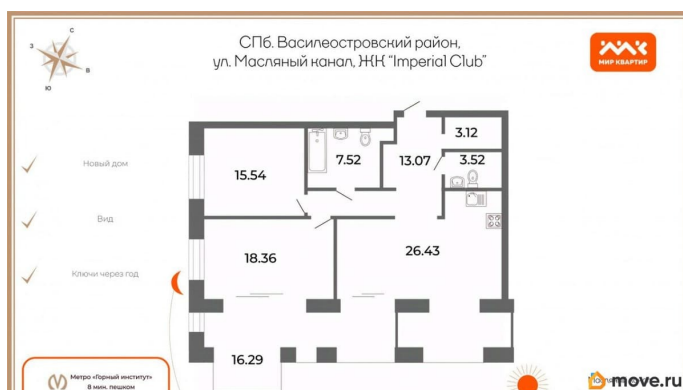 СПб. Василеостровский район,
ул. Масляный канал, ЖК "Imperial Club"
МИР КВАРТИР
С
З
В
Ю
Новый дом
Вид
Ключи через год
15.54
7.52
13.07
3.12
3.52
18.36
26.43
16.29
Метро «Горный институт»
8 мин. пешком
move.ru